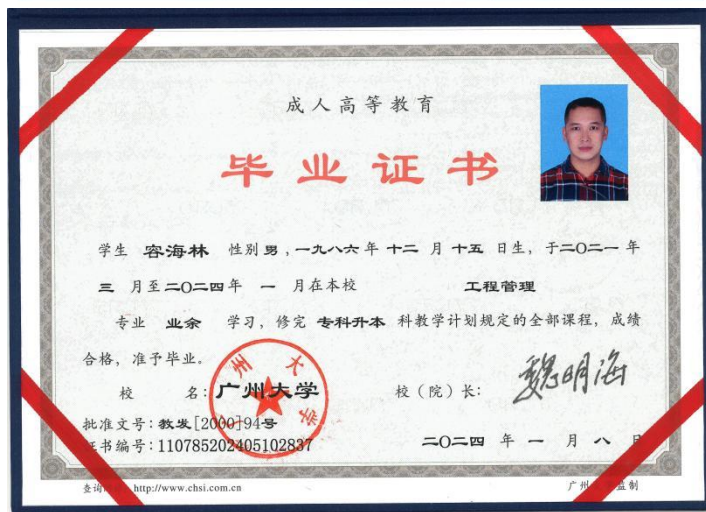 成人高等教育
毕业证书
学生 容海林 性别 男，一九八六年 十二 月 十五 日生，于二〇二一 年
三 月至二〇二四年 一 月在本校 工程管理
专业 业余 学习，修完 专科升本 科教学计划规定的全部课程，成绩
合格，准予毕业。
校 名：广州大学 校（院）长：魏明海
批准文号：教发[2000]94号
证书编号：110785202405102837
二〇二四 年 一 月 八 日
http://www.chsi.com.cn 广州 监制